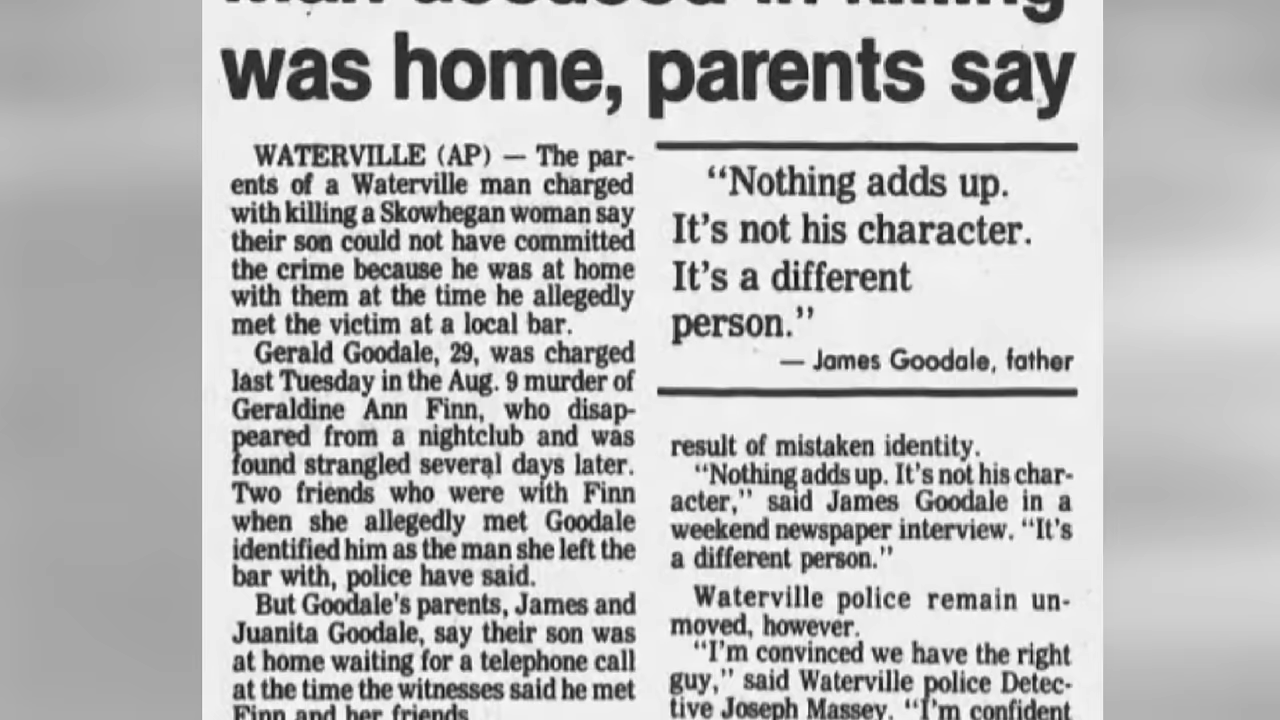 Man accused in killing
was home, parents say
WATERVILLE (AP) — The par-
ents of a Waterville man charged
with killing a Skowhegan woman say
their son could not have committed
the crime because he was at home
with them at the time he allegedly
met the victim at a local bar.
Gerald Goodale, 29, was charged
last Tuesday in the Aug. 9 murder of
Geraldine Ann Finn, who disap-
peared from a nightclub and was
found strangled several days later.
Two friends who were with Finn
when she allegedly met Goodale
identified him as the man she left the
bar with, police have said.
But Goodale's parents, James and
Juanita Goodale, say their son was
at home waiting for a telephone call
at the time the witnesses said he met
Finn and her friends
“Nothing adds up.
It's not his character.
It's a different
person.”
— James Goodale, father
result of mistaken identity.
“Nothing adds up. It's not his char-
acter,” said James Goodale in a
weekend newspaper interview. “It's
a different person.”
Waterville police remain un-
moved, however.
“I'm convinced we have the right
guy,” said Waterville police Detec-
tive Joseph Massey. “I'm confident